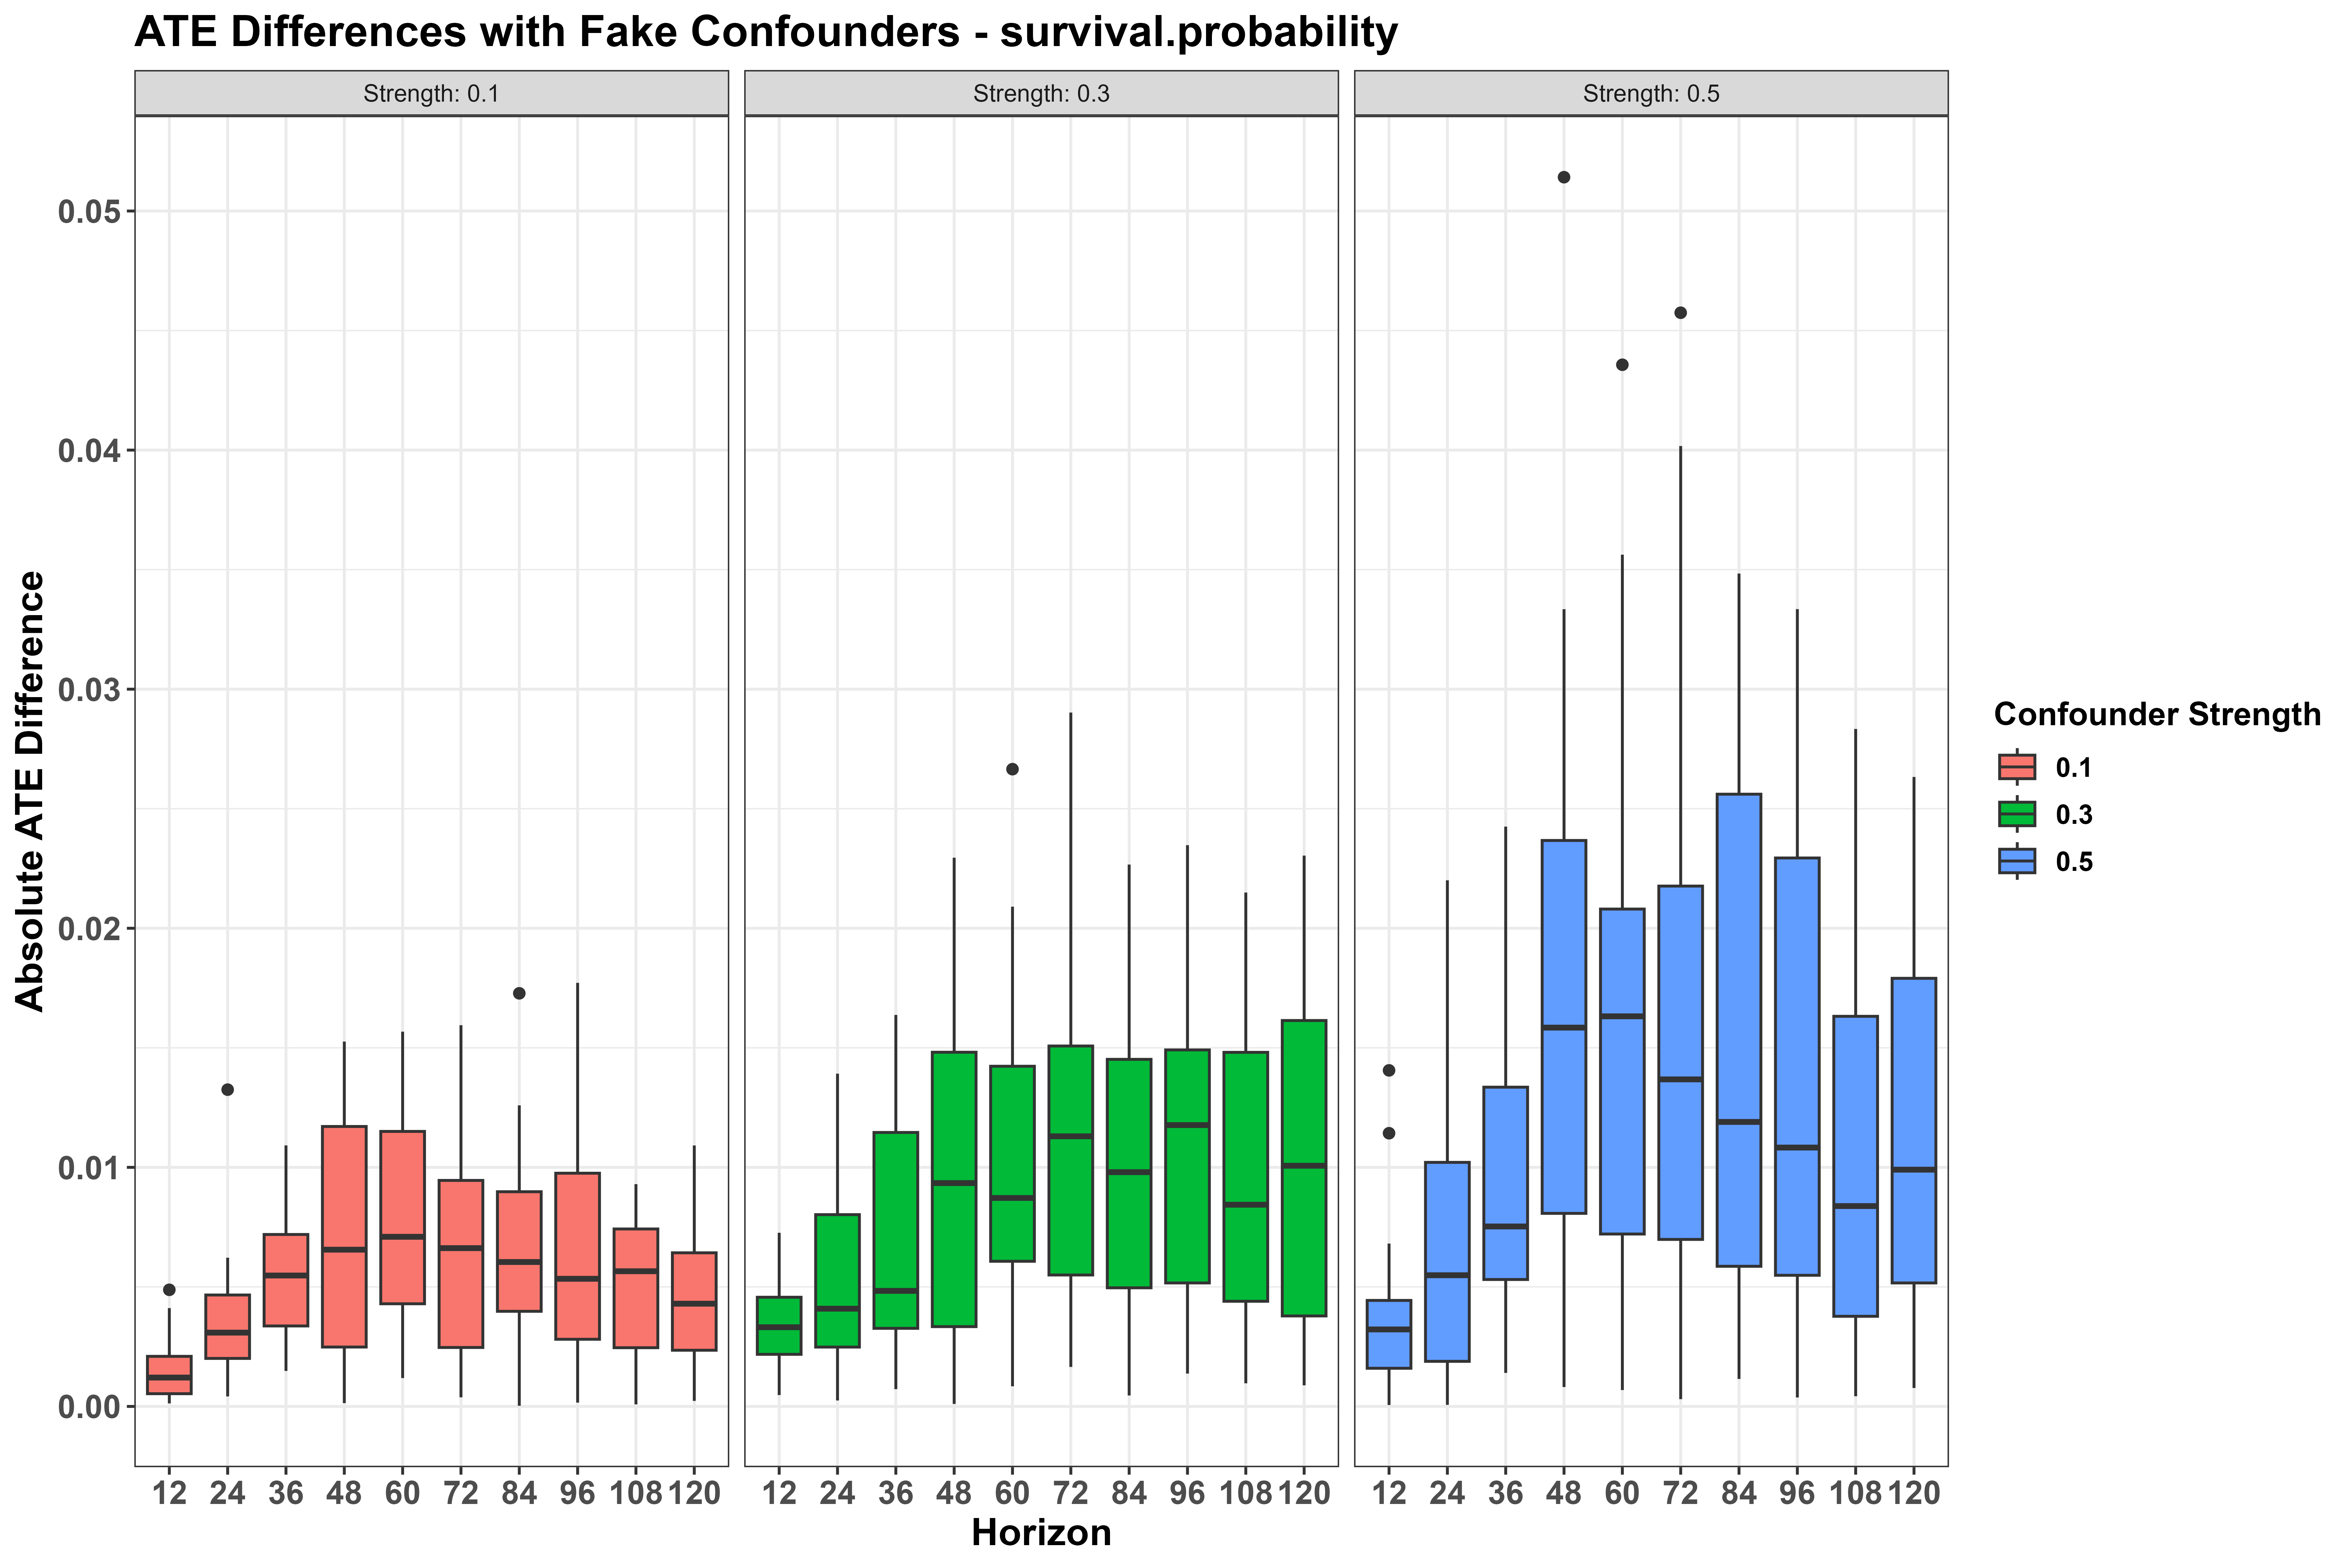 ATE Differences with Fake Confounders - survival.probability
Strength: 0.1
Strength: 0.3
Strength: 0.5
Absolute ATE Difference
0.05
0.04
0.03
0.02
0.01
0.00
12 24 36 48 60 72 84 96 108 120
12 24 36 48 60 72 84 96 108 120
12 24 36 48 60 72 84 96 108 120
Horizon
Confounder Strength
0.1
0.3
0.5